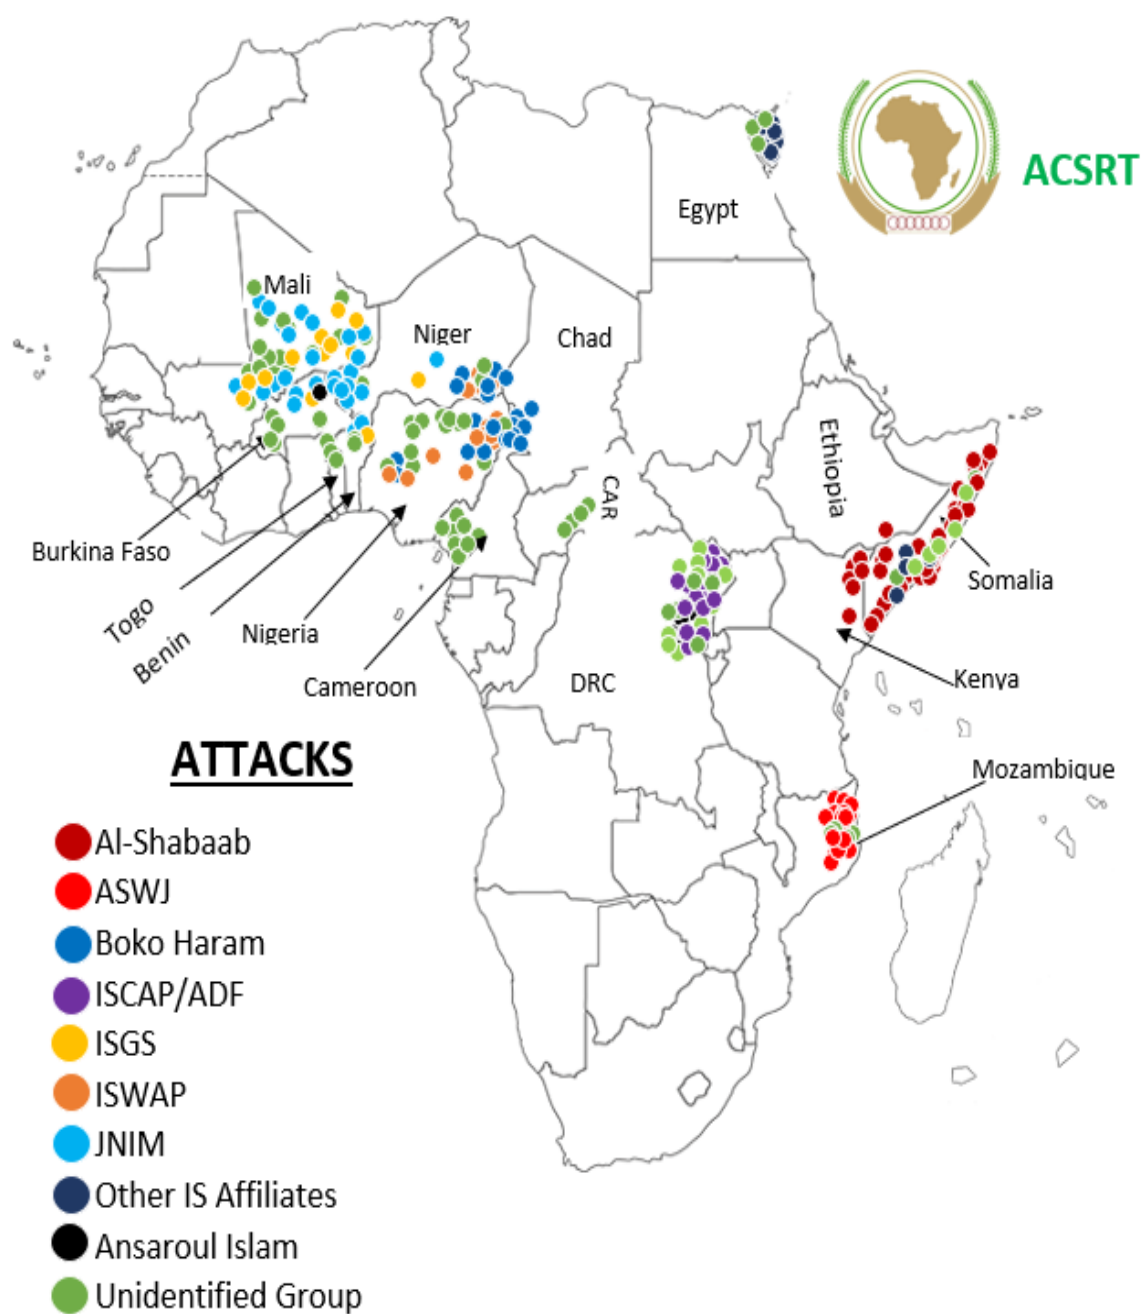 ACSRT
Egypt
Mali
Niger
Chad
Ethiopia
CAR
Burkina Faso
Togo
Benin
Nigeria
Cameroon
DRC
Somalia
Kenya
Mozambique
ATTACKS
Al-Shabaab
ASWJ
Boko Haram
ISCAP/ADF
ISGS
ISWAP
JNIM
Other IS Affiliates
Ansaroul Islam
Unidentified Group